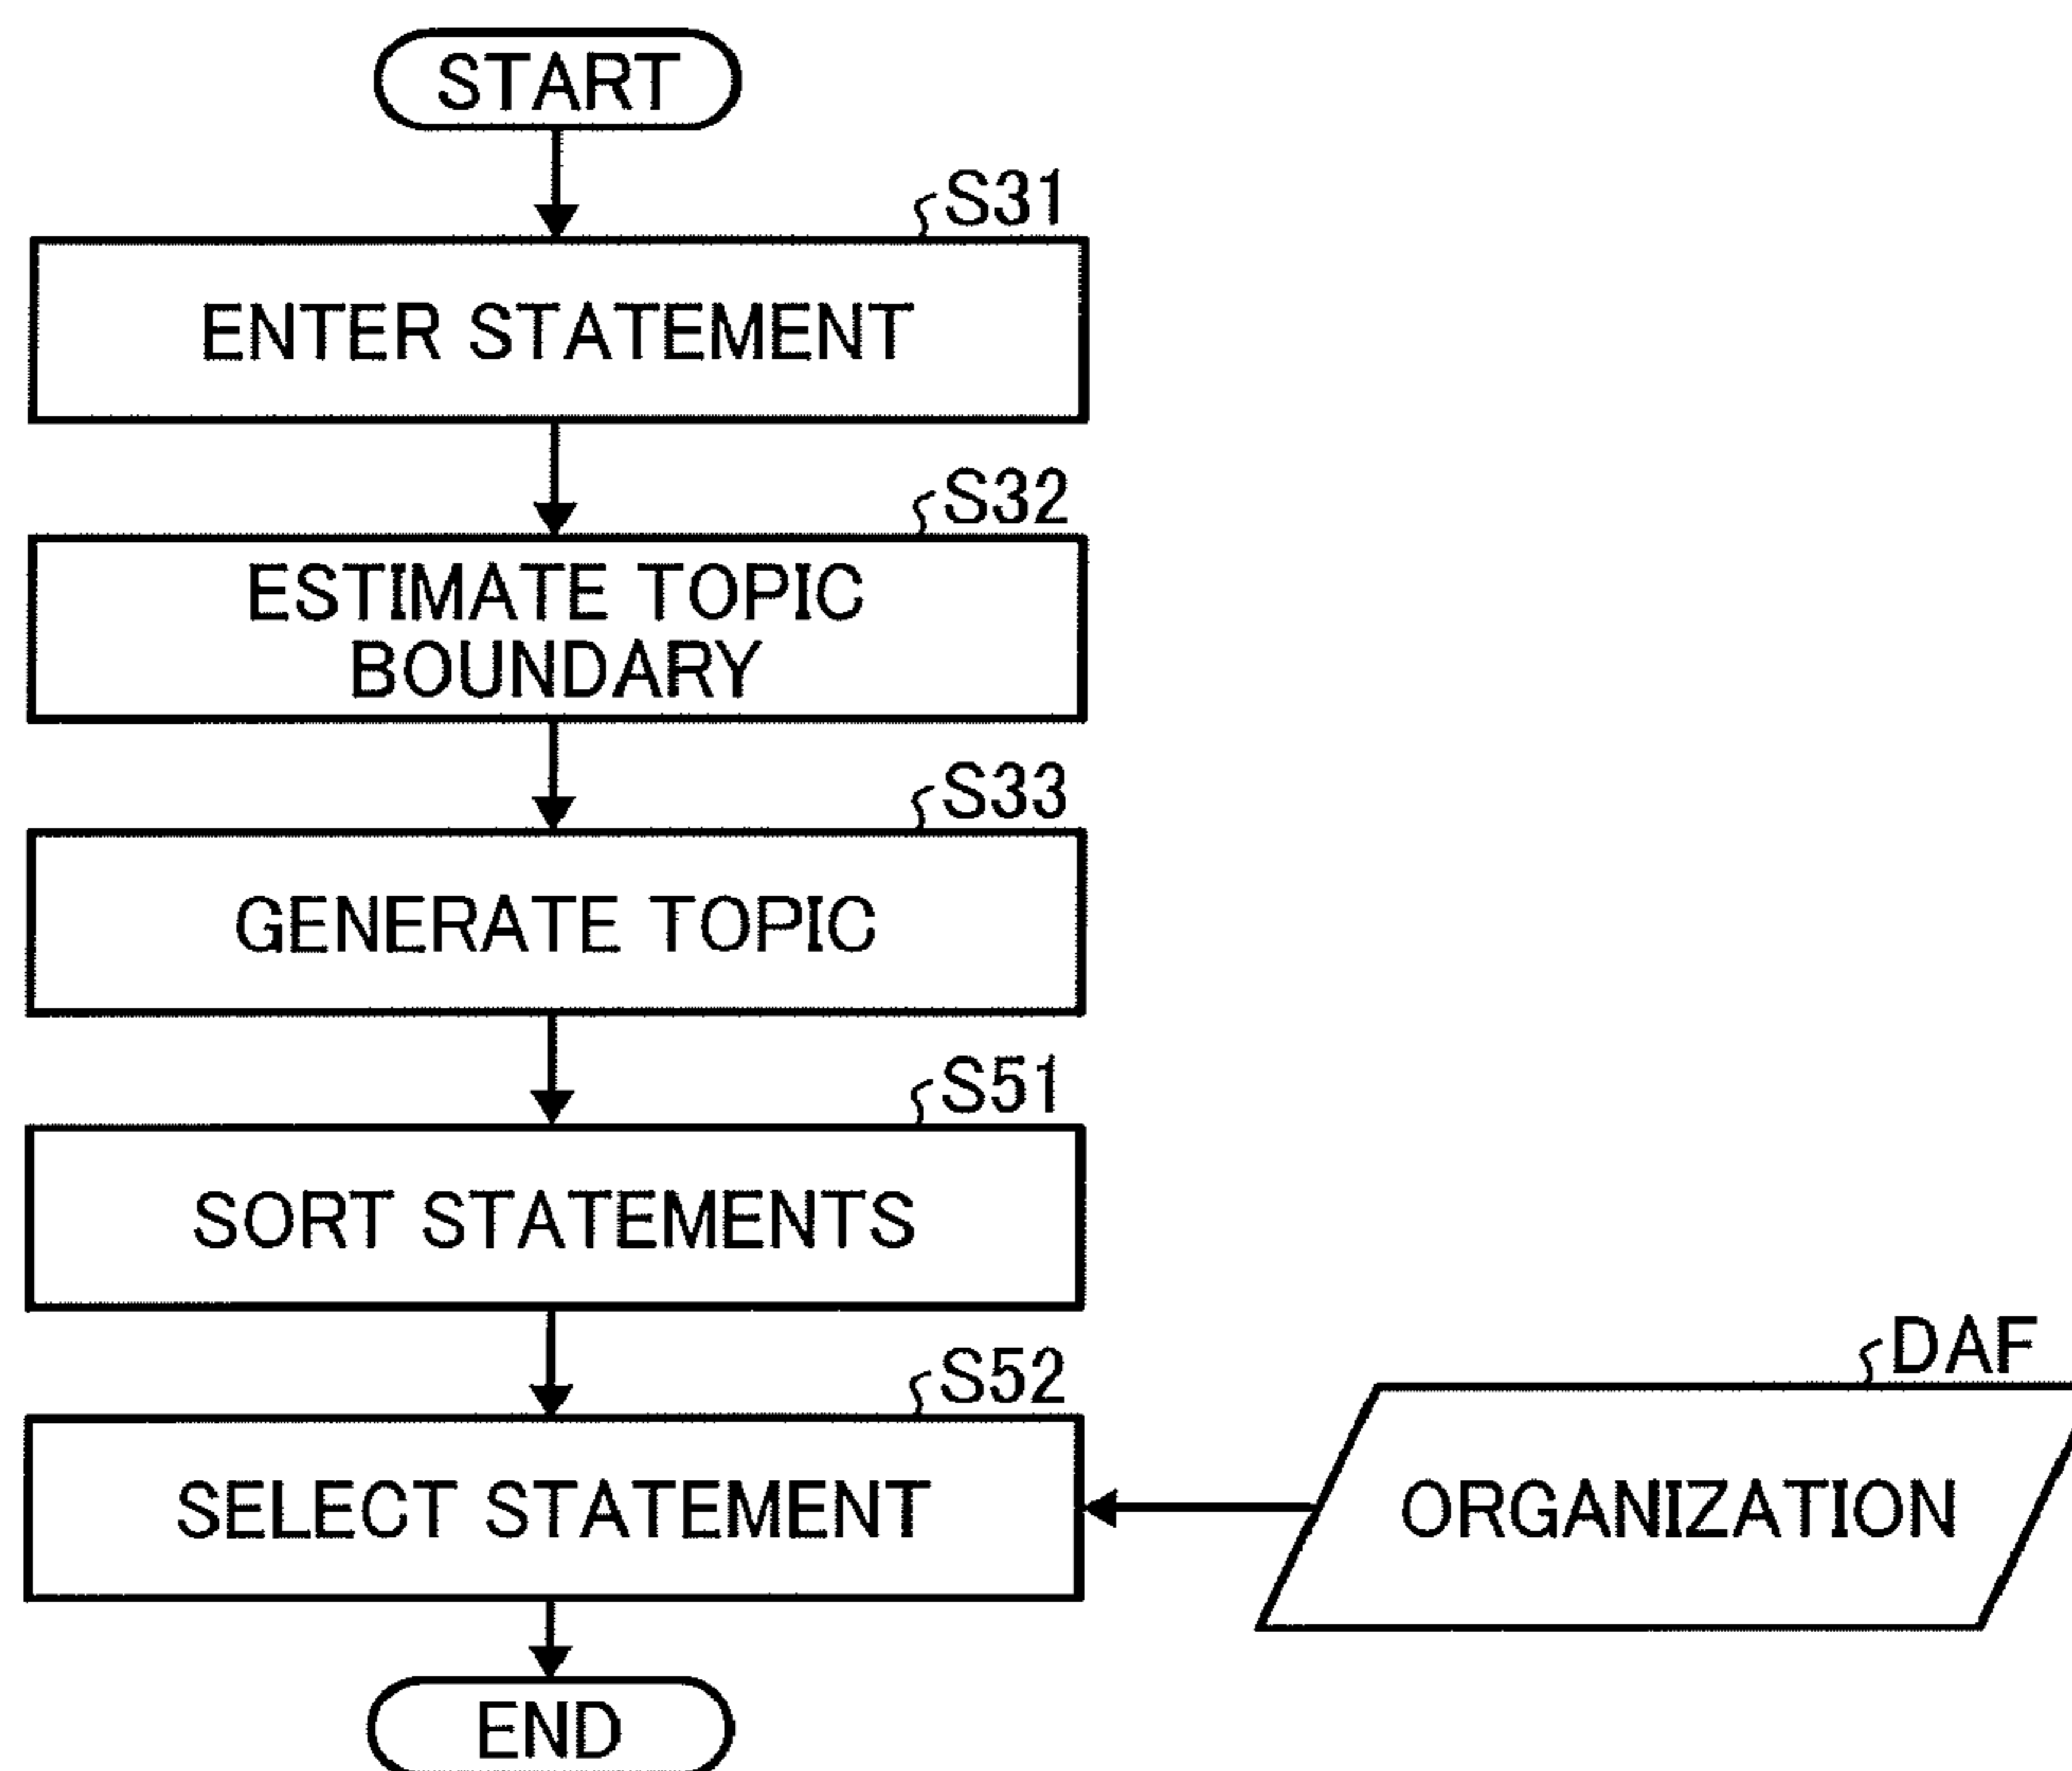 START
S31
ENTER STATEMENT
S32
ESTIMATE TOPIC
BOUNDARY
S33
GENERATE TOPIC
S51
SORT STATEMENTS
S52
SELECT STATEMENT
DAF
ORGANIZATION
END